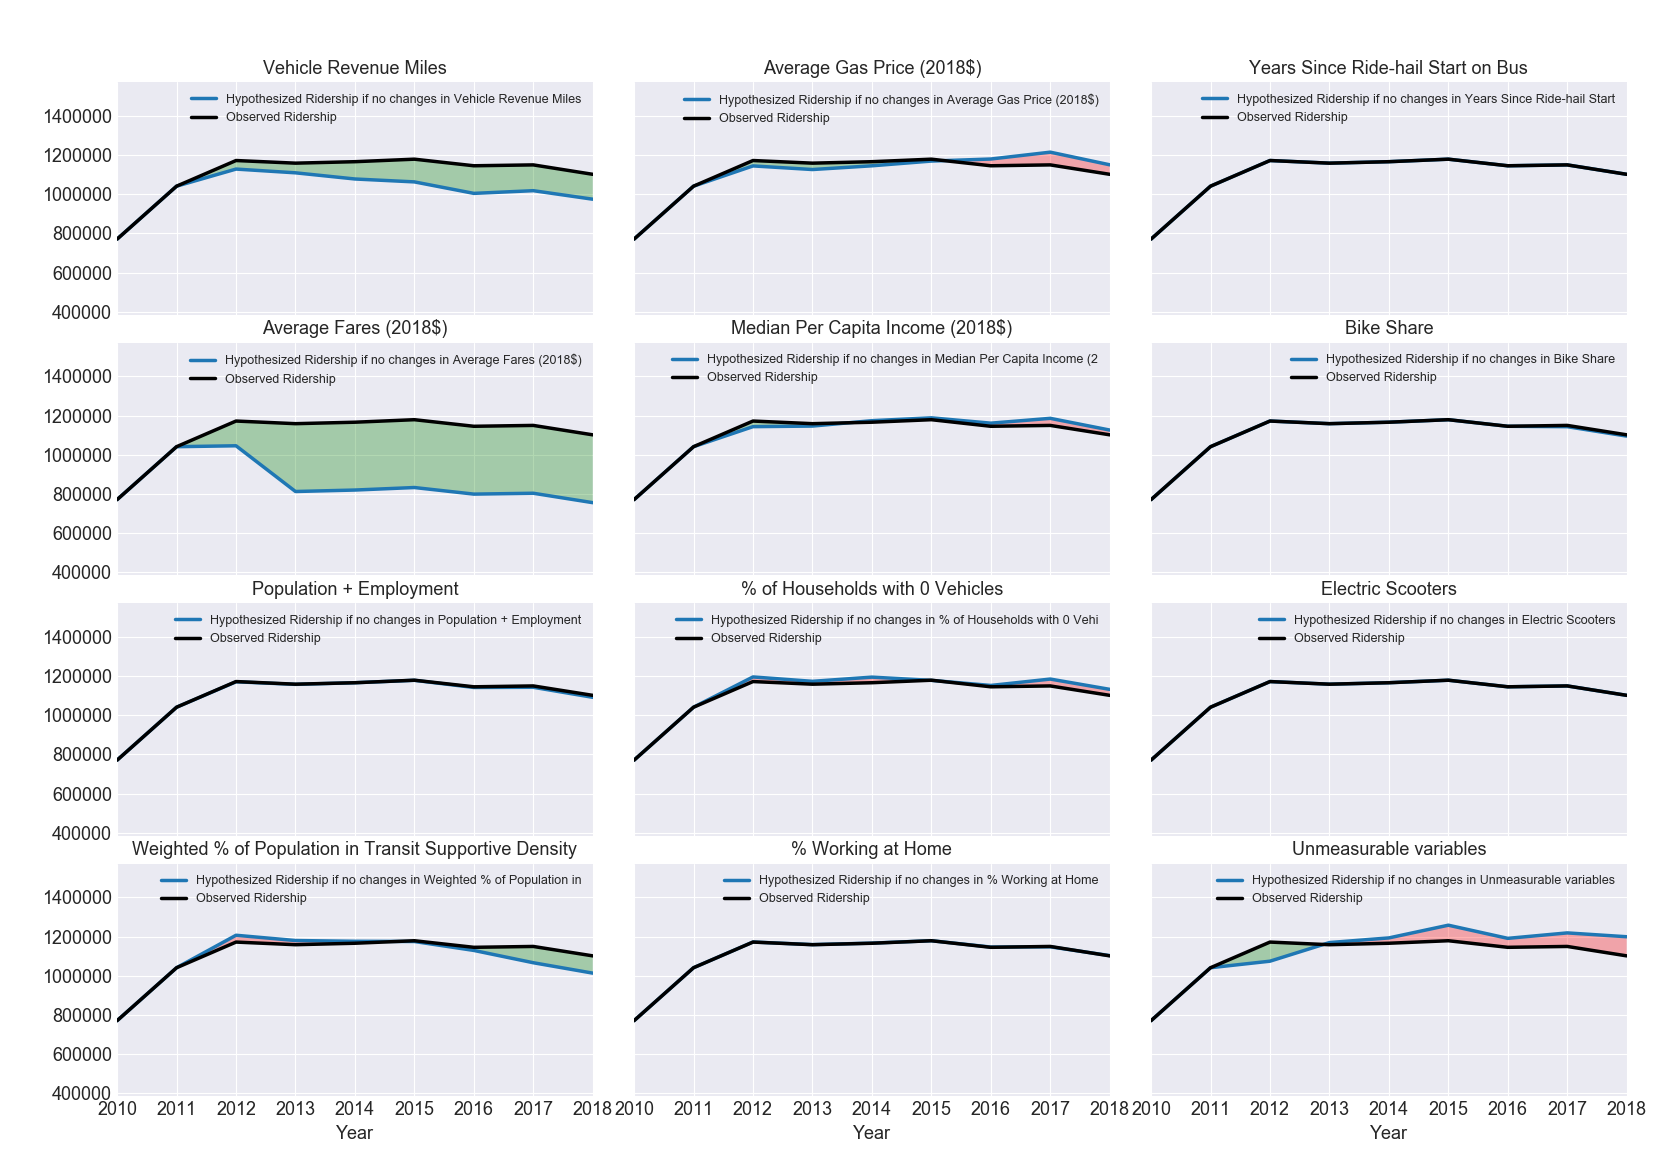 Vehicle Revenue Miles
Hypothesized Ridership if no changes in Vehicle Revenue Miles
Observed Ridership
1400000
1200000
1000000
800000
600000
400000
Average Gas Price (2018$)
Hypothesized Ridership if no changes in Average Gas Price (2018$)
Observed Ridership
Years Since Ride-hail Start on Bus
Hypothesized Ridership if no changes in Years Since Ride-hail Start
Observed Ridership
Average Fares (2018$)
Hypothesized Ridership if no changes in Average Fares (2018$)
Observed Ridership
1400000
1200000
1000000
800000
600000
400000
Median Per Capita Income (2018$)
Hypothesized Ridership if no changes in Median Per Capita Income (2
Observed Ridership
Bike Share
Hypothesized Ridership if no changes in Bike Share
Observed Ridership
Population + Employment
Hypothesized Ridership if no changes in Population + Employment
Observed Ridership
1400000
1200000
1000000
800000
600000
400000
% of Households with 0 Vehicles
Hypothesized Ridership if no changes in % of Households with 0 Vehi
Observed Ridership
Electric Scooters
Hypothesized Ridership if no changes in Electric Scooters
Observed Ridership
Weighted % of Population in Transit Supportive Density
Hypothesized Ridership if no changes in Weighted % of Population in
Observed Ridership
1400000
1200000
1000000
800000
600000
400000
2010 2011 2012 2013 2014 2015 2016 2017 2018
Year
% Working at Home
Hypothesized Ridership if no changes in % Working at Home
Observed Ridership
2010 2011 2012 2013 2014 2015 2016 2017 2018
Year
Unmeasurable variables
Hypothesized Ridership if no changes in Unmeasurable variables
Observed Ridership
2010 2011 2012 2013 2014 2015 2016 2017 2018
Year